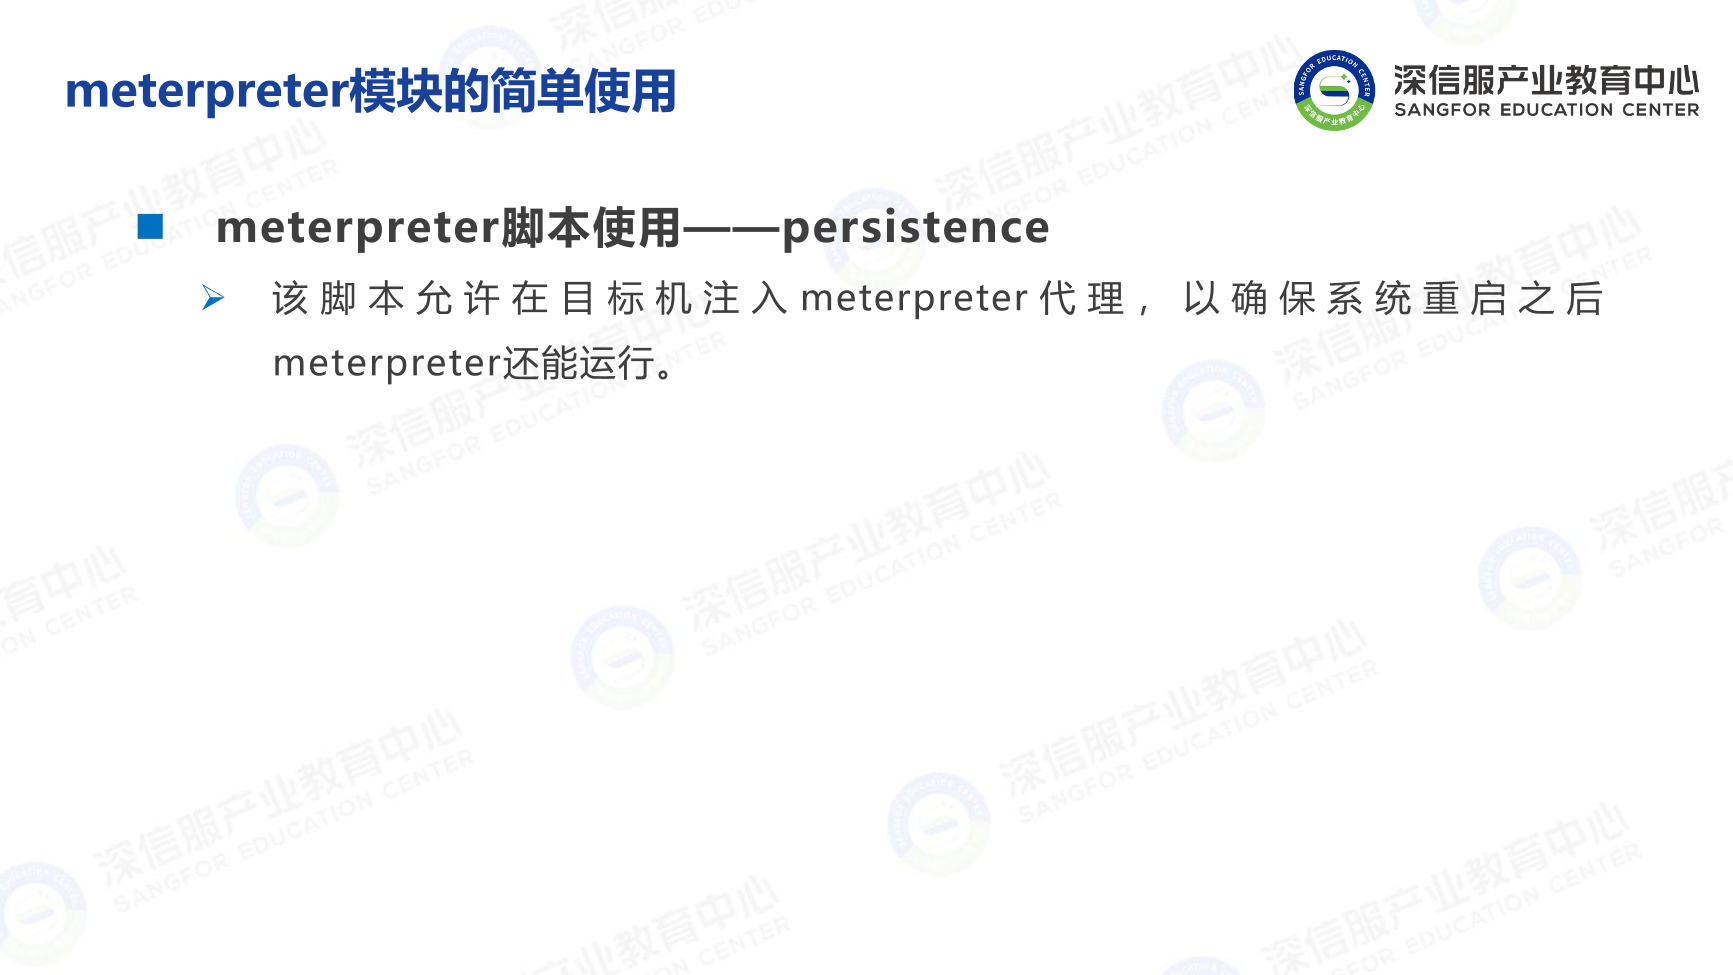 meterpreter模块的简单使用
深信服产业教育中心
SANGFOR EDUCATION CENTER
meterpreter脚本使用——persistence
该脚本允许在目标机注入meterpreter代理，以确保系统重启之后
meterpreter还能运行。